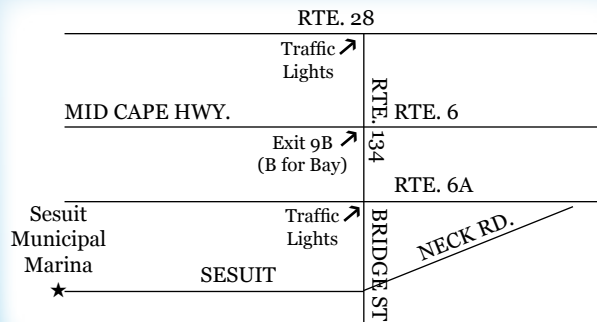 RTE. 28
Traffic
Lights
RTE. 134
MID CAPE HWY.
RTE. 6
Exit 9B
(B for Bay)
RTE. 6A
Traffic
Lights
BRIDGE ST
NECK RD.
Sesuit
Municipal
Marina
SESUIT